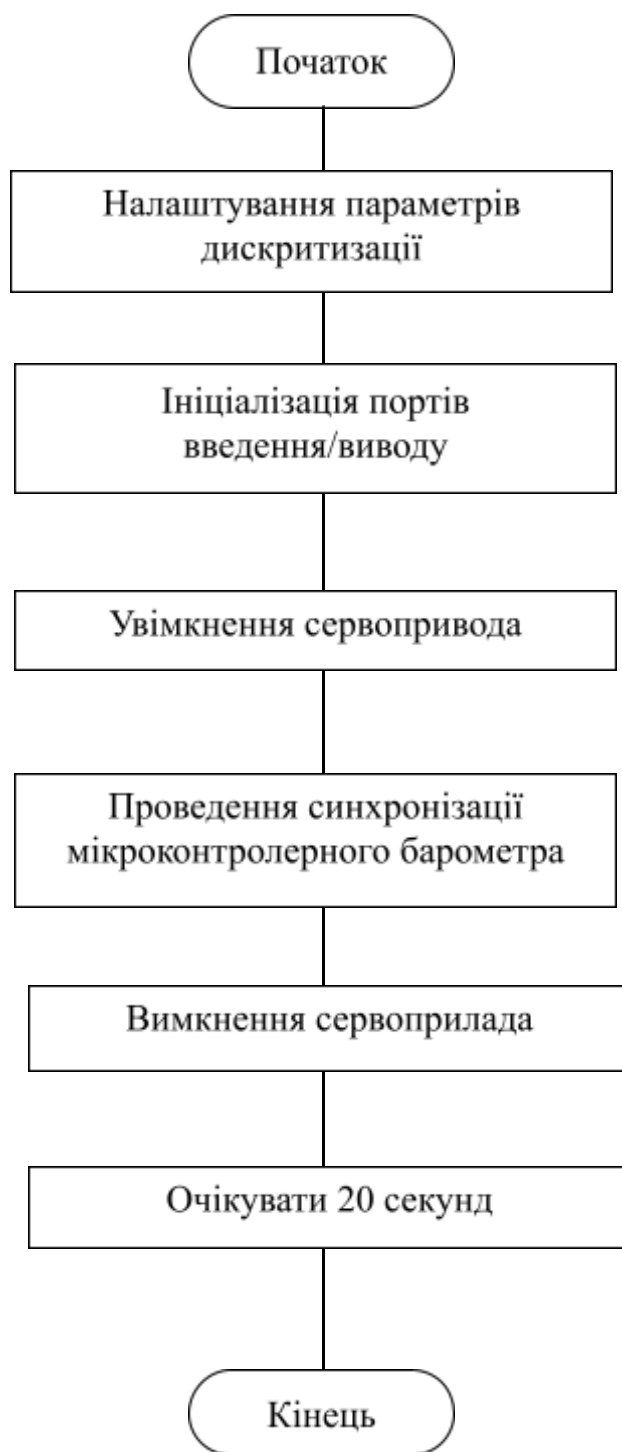 Початок
Налаштування параметрів
дискритизації
Ініціалізація портів
введення/виводу
Увімкнення сервопривода
Проведення синхронізації
мікроконтролерного барометра
Вимкнення сервоприлада
Очікувати 20 секунд
Кінець